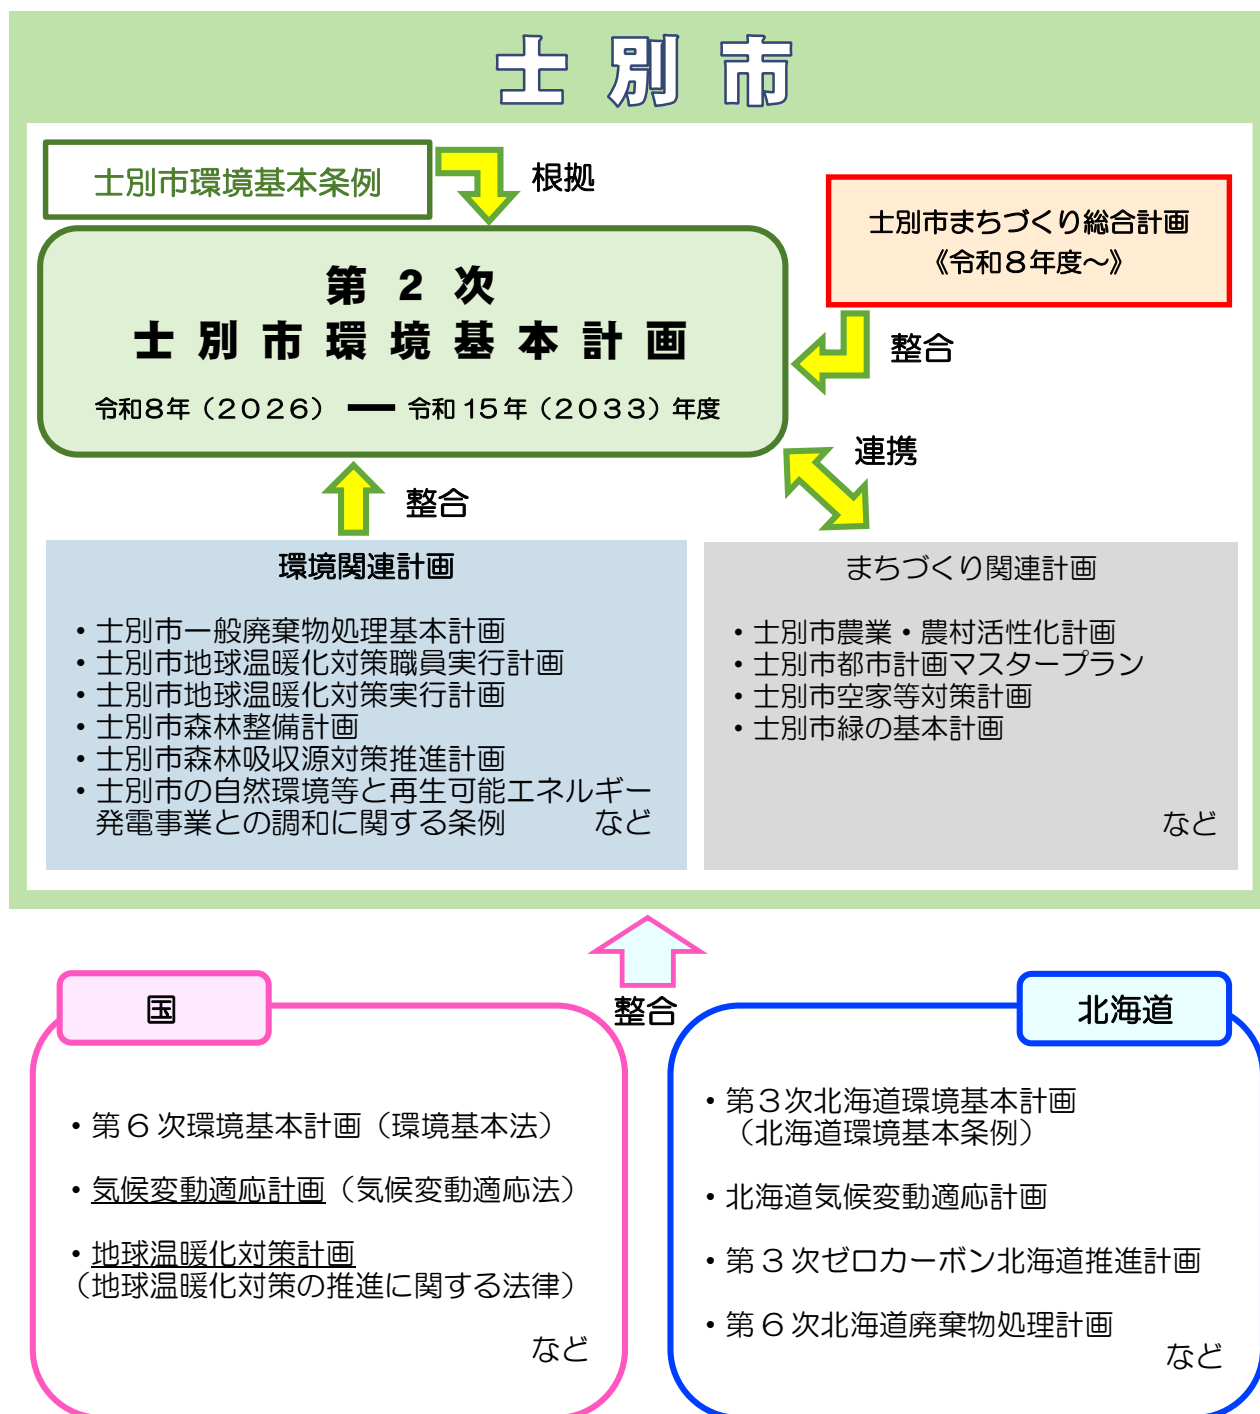 士別市
士別市環境基本条例
根拠
士別市まちづくり総合計画
《令和８年度～》
第２次
士別市環境基本計画
令和８年（２０２６） ━ 令和15年（２０３３）年度
整合
連携
整合
環境関連計画
・士別市一般廃棄物処理基本計画
・士別市地球温暖化対策職員実行計画
・士別市地球温暖化対策実行計画
・士別市森林整備計画
・士別市森林吸収源対策推進計画
・士別市の自然環境等と再生可能エネルギー
発電事業との調和に関する条例 など
まちづくり関連計画
・士別市農業・農村活性化計画
・士別市都市計画マスタープラン
・士別市空家等対策計画
・士別市緑の基本計画
など
整合
国
・第６次環境基本計画（環境基本法）
・気候変動適応計画（気候変動適応法）
・地球温暖化対策計画
（地球温暖化対策の推進に関する法律）
など
北海道
・第３次北海道環境基本計画
（北海道環境基本条例）
・北海道気候変動適応計画
・第３次ゼロカーボン北海道推進計画
・第６次北海道廃棄物処理計画
など